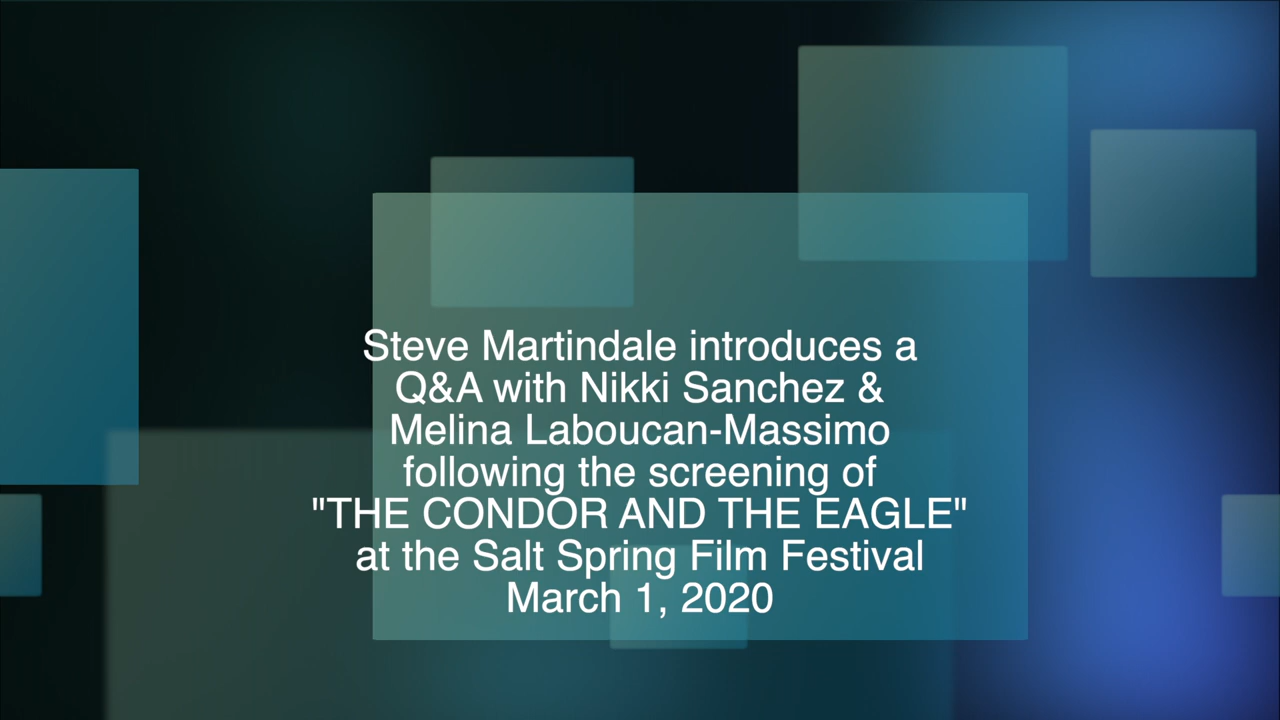 Steve Martindale introduces a
Q&A with Nikki Sanchez &
Melina Laboucan-Massimo
following the screening of
"THE CONDOR AND THE EAGLE"
at the Salt Spring Film Festival
March 1, 2020